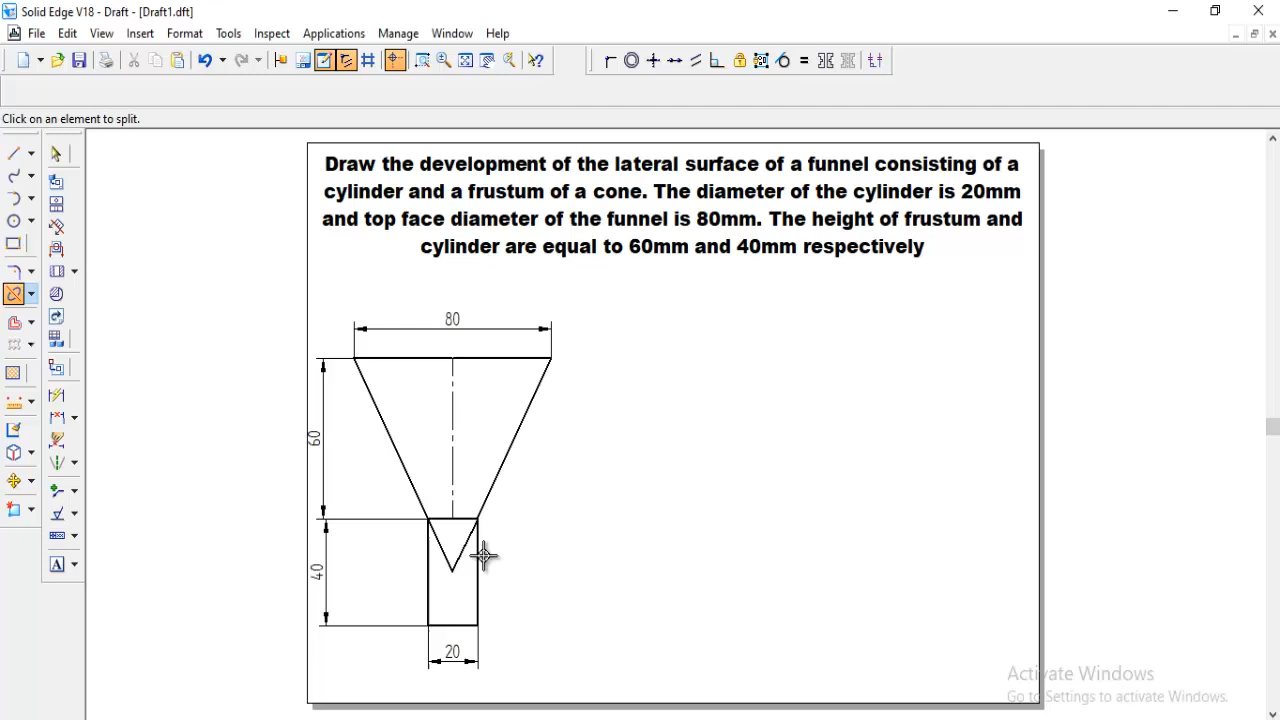 Solid Edge V18 - Draft - [Draft1.dft]
File Edit View Insert Format Tools Inspect Applications Manage Window Help
Click on an element to split.
Draw the development of the lateral surface of a funnel consisting of a
cylinder and a frustum of a cone. The diameter of the cylinder is 20mm
and top face diameter of the funnel is 80mm. The height of frustum and
cylinder are equal to 60mm and 40mm respectively
80
60
40
20
A
Activate Windows
Go to Settings to activate Windows.